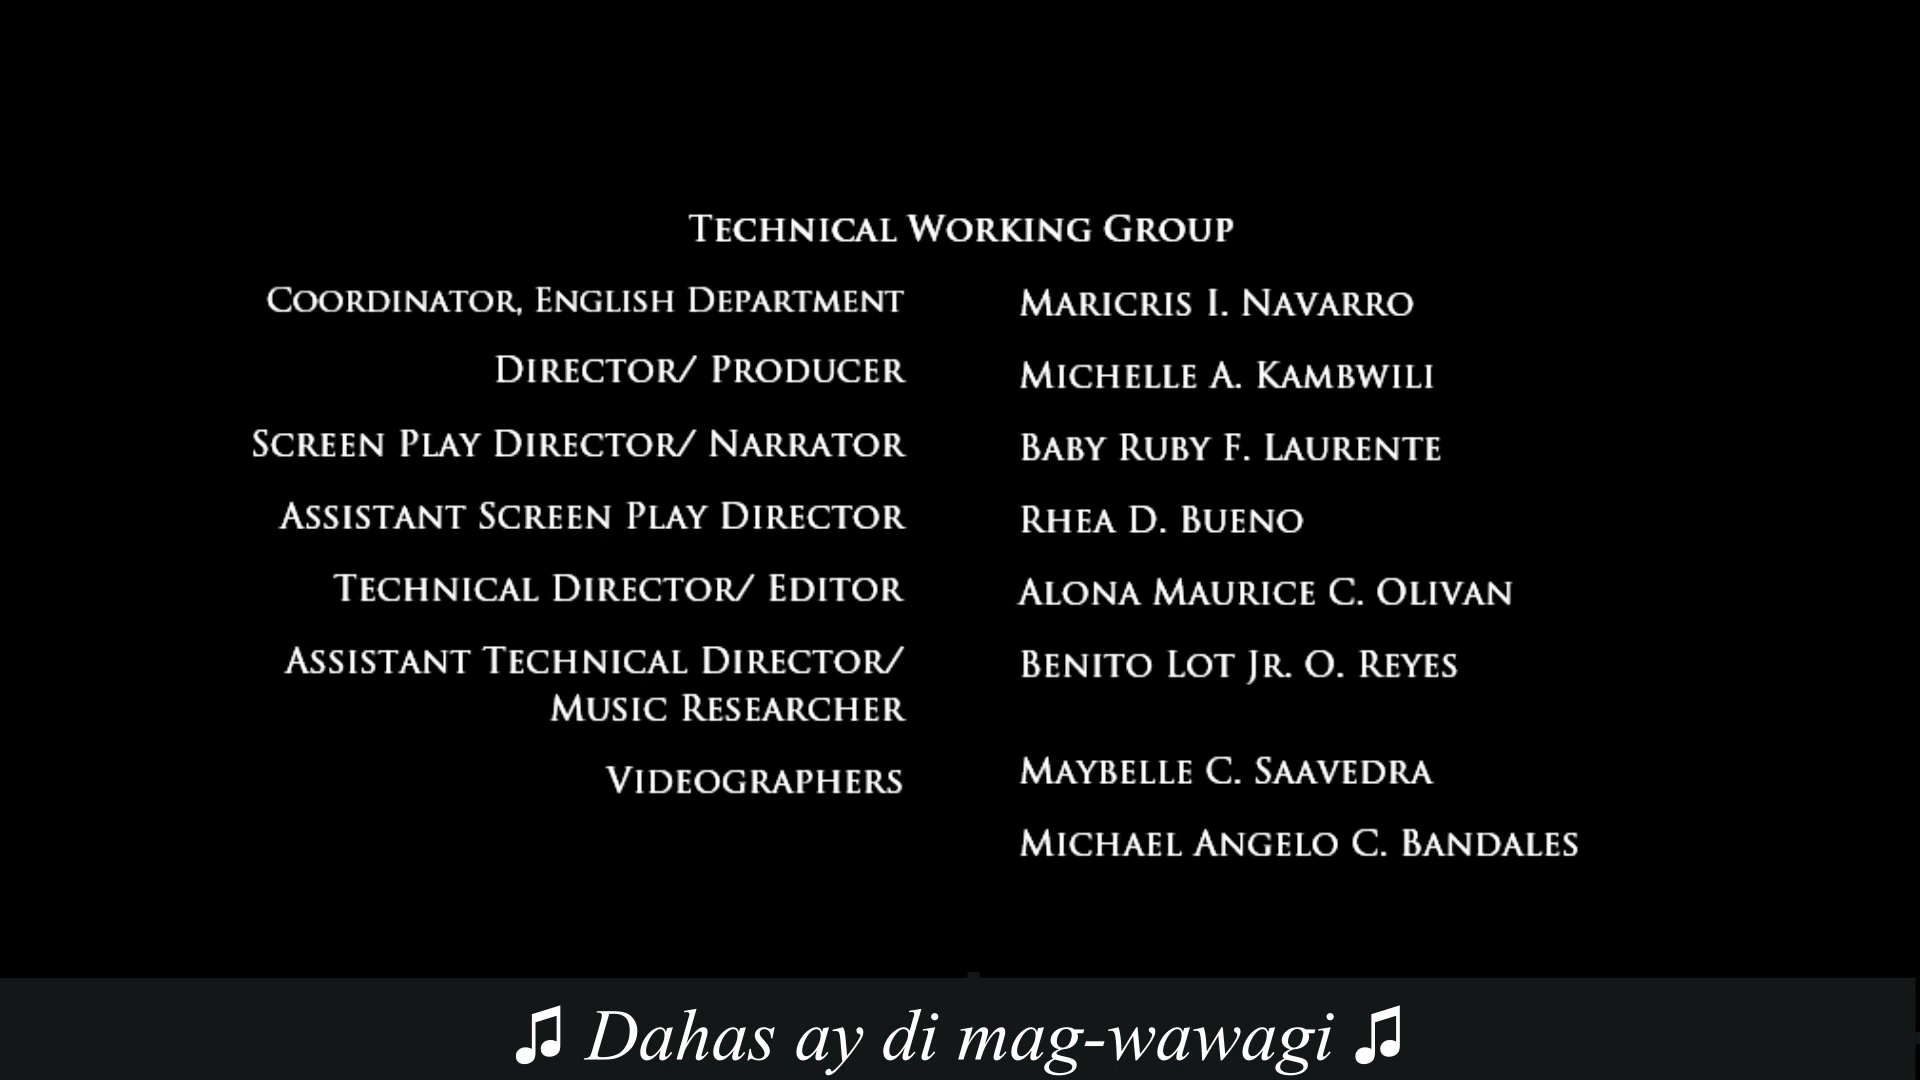 Technical Working Group
Coordinator, English Department
Maricris I. Navarro
Director/ Producer
Michelle A. Kambwili
Screen Play Director/ Narrator
Baby Ruby F. Laurente
Assistant Screen Play Director
Rhea D. Bueno
Technical Director/ Editor
Alona Maurice C. Olivan
Assistant Technical Director/
Music Researcher
Benito Lot Jr. O. Reyes
Videographers
Maybelle C. Saavedra
Michael Angelo C. Bandales
♫ Dahas ay di mag-wawagi ♫